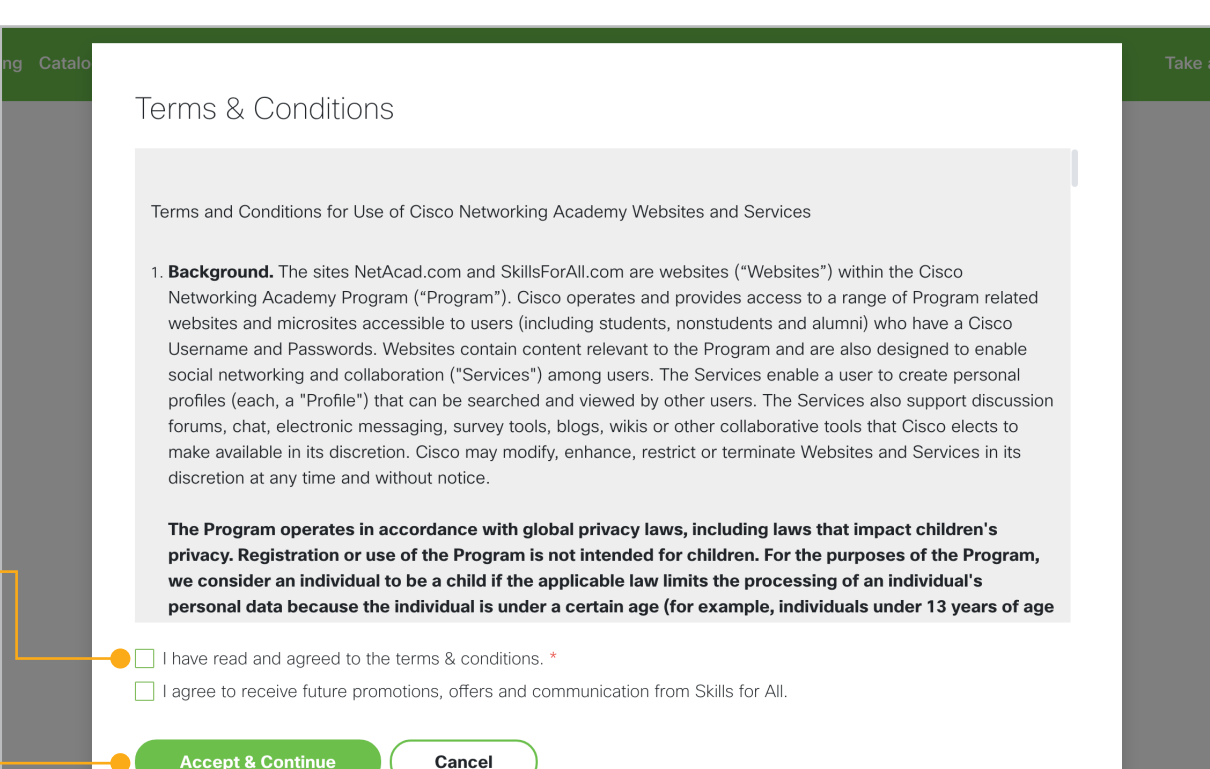 ng Catalo
Take
Terms & Conditions
Terms and Conditions for Use of Cisco Networking Academy Websites and Services
1. Background. The sites NetAcad.com and SkillsForAll.com are websites (“Websites”) within the Cisco
Networking Academy Program (“Program”). Cisco operates and provides access to a range of Program related
websites and microsites accessible to users (including students, nonstudents and alumni) who have a Cisco
Username and Passwords. Websites contain content relevant to the Program and are also designed to enable
social networking and collaboration ("Services") among users. The Services enable a user to create personal
profiles (each, a "Profile") that can be searched and viewed by other users. The Services also support discussion
forums, chat, electronic messaging, survey tools, blogs, wikis or other collaborative tools that Cisco elects to
make available in its discretion. Cisco may modify, enhance, restrict or terminate Websites and Services in its
discretion at any time and without notice.
The Program operates in accordance with global privacy laws, including laws that impact children's
privacy. Registration or use of the Program is not intended for children. For the purposes of the Program,
we consider an individual to be a child if the applicable law limits the processing of an individual's
personal data because the individual is under a certain age (for example, individuals under 13 years of age
I have read and agreed to the terms & conditions. *
I agree to receive future promotions, offers and communication from Skills for All.
Accept & Continue
Cancel